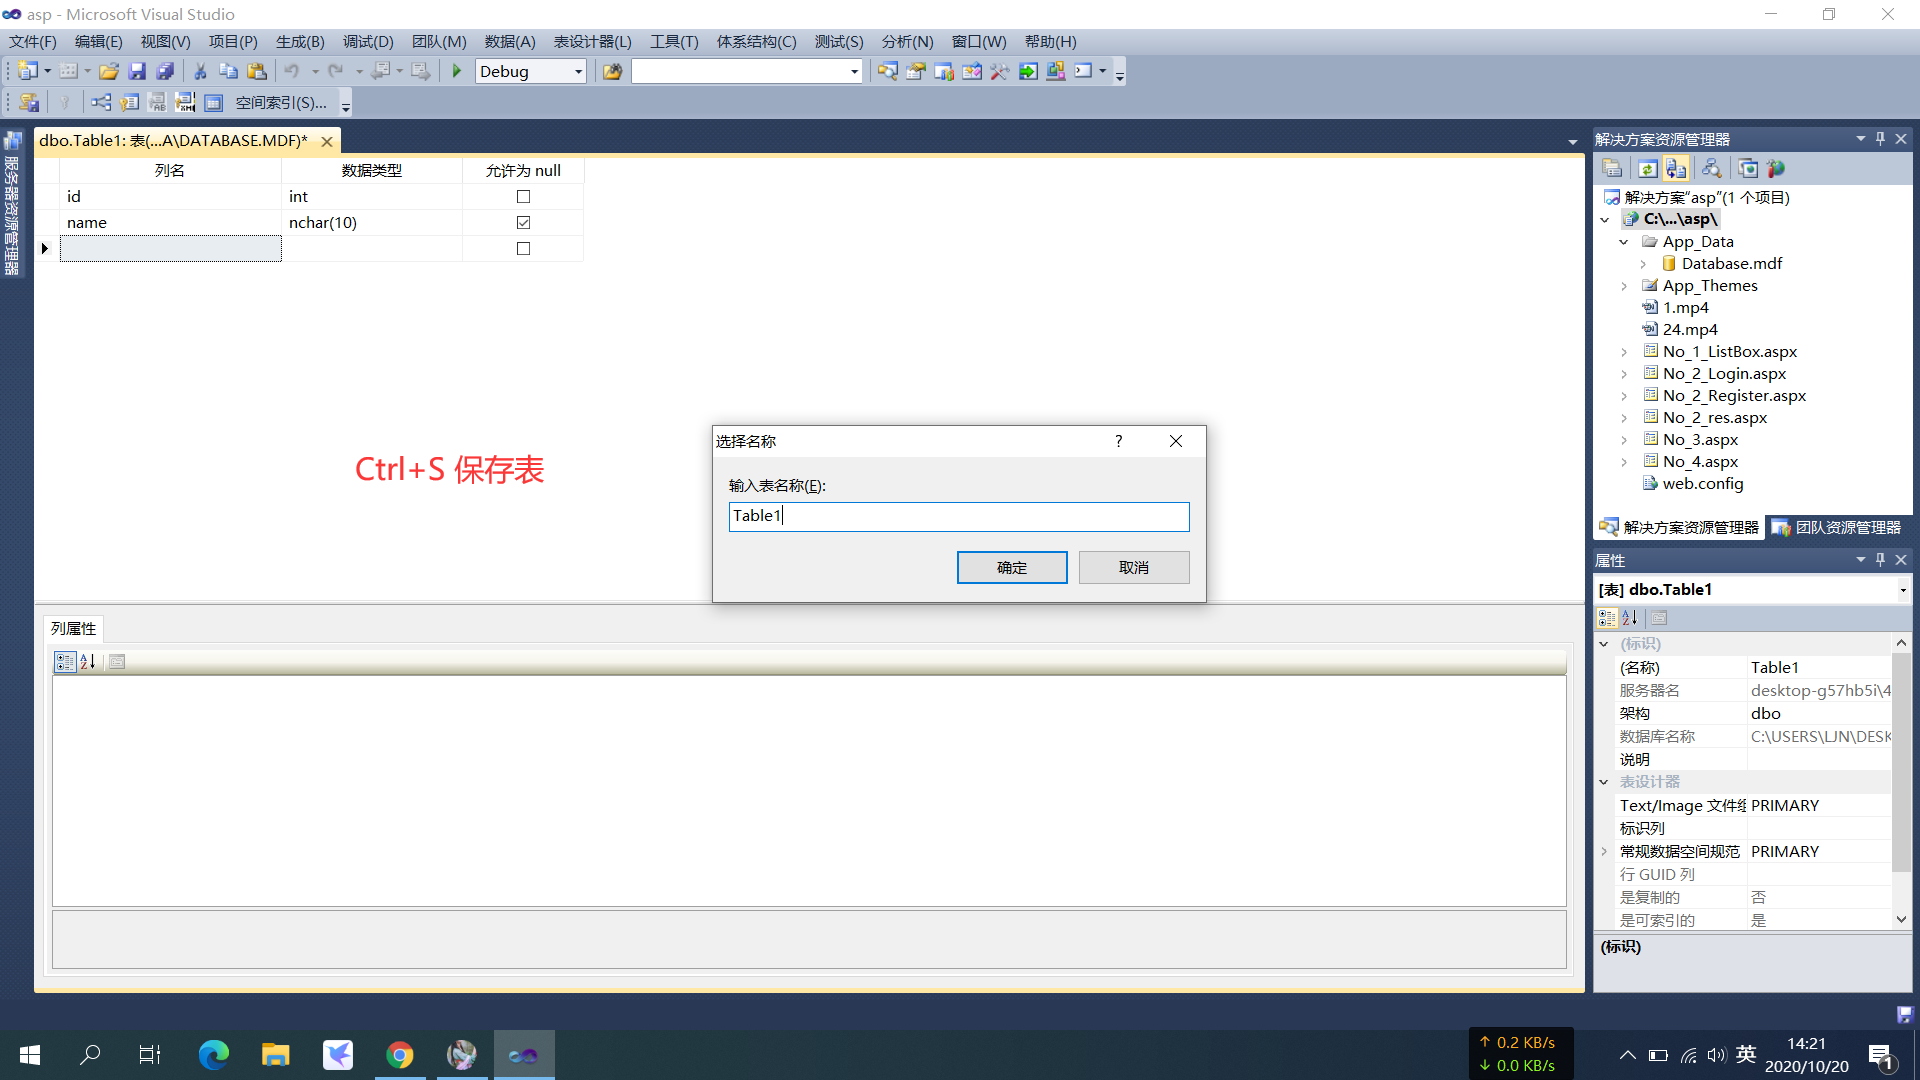 asp - Microsoft Visual Studio
文件(F) 编辑(E) 视图(V) 项目(P) 生成(B) 调试(D) 团队(M) 数据(A) 表设计器(L) 工具(T) 体系结构(C) 测试(S) 分析(N) 窗口(W) 帮助(H)
Debug
空间索引(S)...
服务器资源管理器
dbo.Table1: 表(...A\DATABASE.MDF)*
列名 数据类型 允许为 null
id int
name nchar(10)
Ctrl+S 保存表
选择名称 ?
输入表名称(E):
Table1
确定 取消
列属性
解决方案资源管理器
解决方案“asp”(1 个项目)
C:\...\asp\
App_Data
Database.mdf
App_Themes
1.mp4
24.mp4
No_1_ListBox.aspx
No_2_Login.aspx
No_2_Register.aspx
No_2_res.aspx
No_3.aspx
No_4.aspx
web.config
解决方案资源管理器 团队资源管理器
属性
[表] dbo.Table1
(标识)
(名称) Table1
服务器名 desktop-g57hb5i\4
架构 dbo
数据库名称 C:\USERS\LJN\DESK
说明
表设计器
Text/Image 文件组 PRIMARY
标识列
常规数据空间规范 PRIMARY
行 GUID 列
是复制的 否
是可索引的 是
(标识)
↑ 0.2 KB/s
↓ 0.0 KB/s
英
14:21
2020/10/20
1